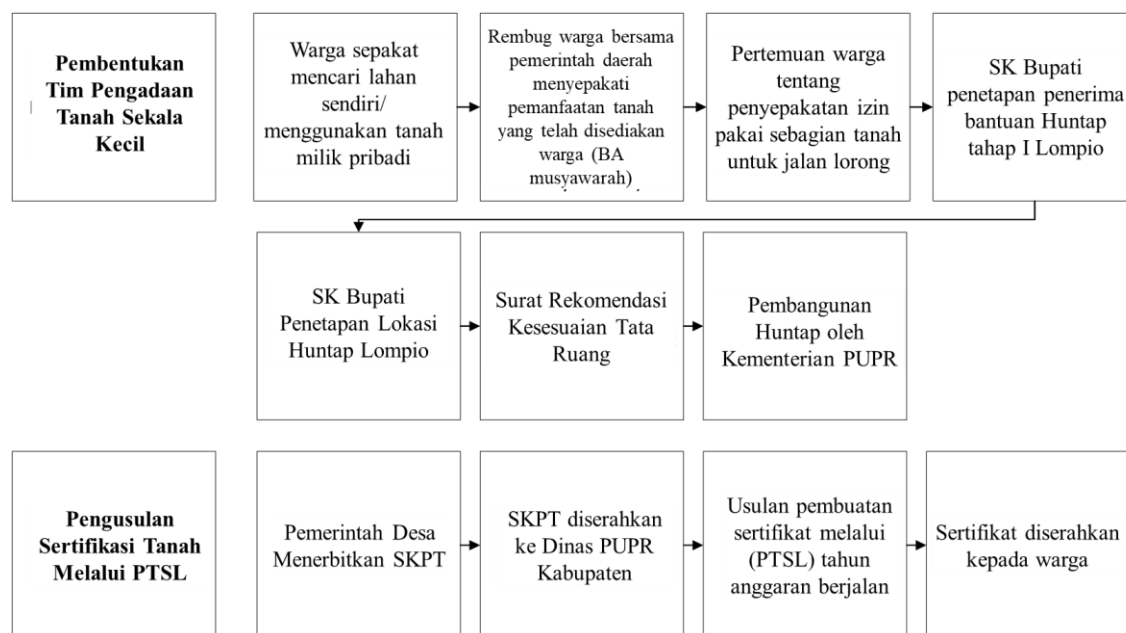 Pembentukan
Tim Pengadaan
Tanah Sekala
Kecil
Warga sepakat
mencari lahan
sendiri/
menggunakan tanah
milik pribadi
Rembug warga bersama
pemerintah daerah
menyepakati
pemanfaatan tanah
yang telah disediakan
warga (BA
musyawarah)
Pertemuan warga
tentang
penyepakatan izin
pakai sebagian tanah
untuk jalan lorong
SK Bupati
penetapan penerima
bantuan Huntap
tahap I Lompio
SK Bupati
Penetapan Lokasi
Huntap Lompio
Surat Rekomendasi
Kesesuaian Tata
Ruang
Pembangunan
Huntap oleh
Kementerian PUPR
Pengusulan
Sertifikasi Tanah
Melalui PTSL
Pemerintah Desa
Menerbitkan SKPT
SKPT diserahkan
ke Dinas PUPR
Kabupaten
Usulan pembuatan
sertifikat melalui
(PTSL) tahun
anggaran berjalan
Sertifikat diserahkan
kepada warga